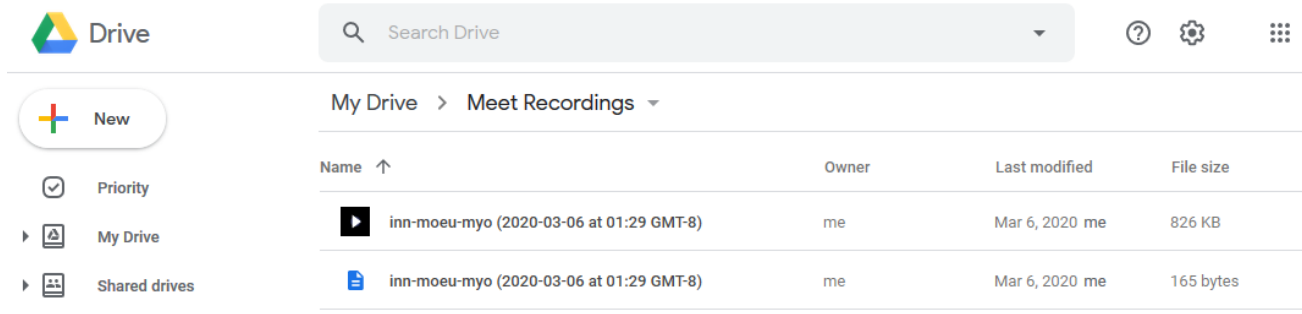 Drive
Search Drive
New
Priority
My Drive
Shared drives
My Drive > Meet Recordings
Name Owner Last modified File size
inn-moeu-myo (2020-03-06 at 01:29 GMT-8) me Mar 6, 2020 me 826 KB
inn-moeu-myo (2020-03-06 at 01:29 GMT-8) me Mar 6, 2020 me 165 bytes